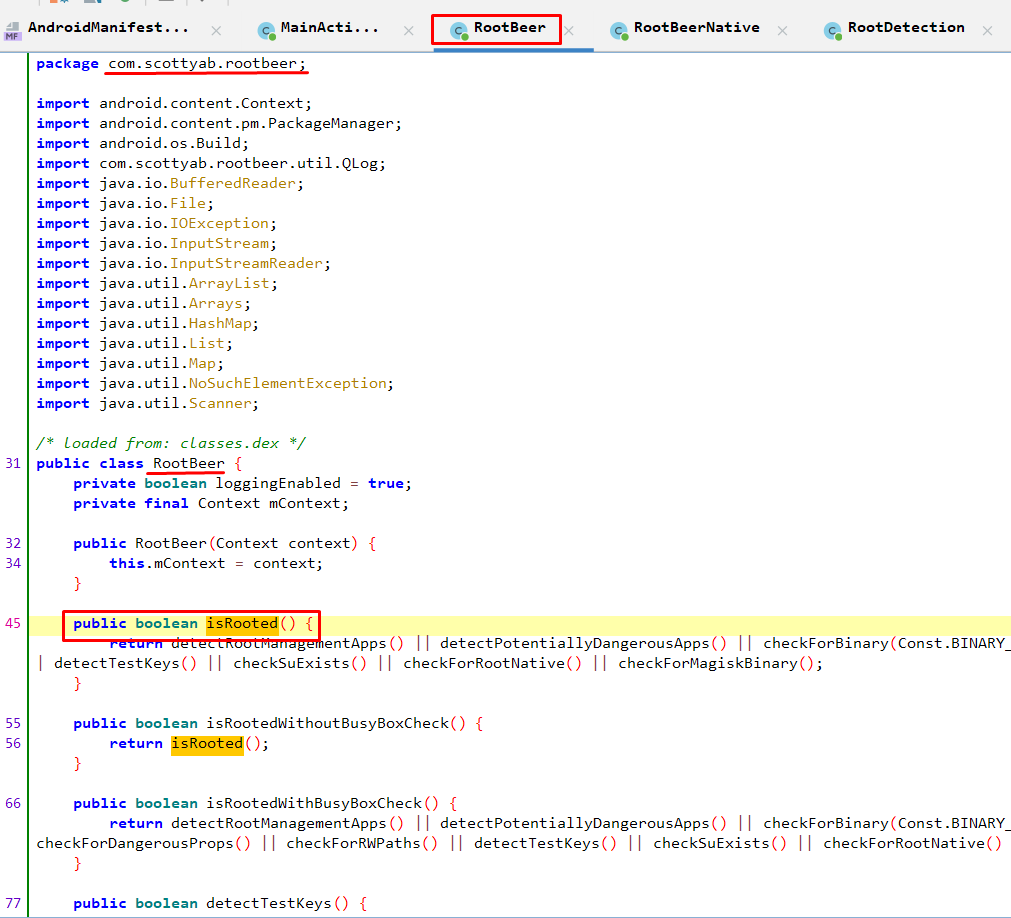 MF AndroidManifest... MainActi... RootBeer RootBeerNative RootDetection
package com.scottyab.rootbeer;
import android.content.Context;
import android.content.pm.PackageManager;
import android.os.Build;
import com.scottyab.rootbeer.util.QLog;
import java.io.BufferedReader;
import java.io.File;
import java.io.IOException;
import java.io.InputStream;
import java.io.InputStreamReader;
import java.util.ArrayList;
import java.util.Arrays;
import java.util.HashMap;
import java.util.List;
import java.util.Map;
import java.util.NoSuchElementException;
import java.util.Scanner;
/* loaded from: classes.dex */
31 public class RootBeer {
private boolean loggingEnabled = true;
private final Context mContext;
32 public RootBeer(Context context) {
34 this.mContext = context;
}
45 public boolean isRooted() {
return detectRootManagementApps() || detectPotentiallyDangerousApps() || checkForBinary(Const.BINARY_
| detectTestKeys() || checkSuExists() || checkForRootNative() || checkForMagiskBinary();
}
55 public boolean isRootedWithoutBusyBoxCheck() {
56 return isRooted();
}
66 public boolean isRootedWithBusyBoxCheck() {
return detectRootManagementApps() || detectPotentiallyDangerousApps() || checkForBinary(Const.BINARY_
checkForDangerousProps() || checkForRWPaths() || detectTestKeys() || checkSuExists() || checkForRootNative()
}
77 public boolean detectTestKeys() {